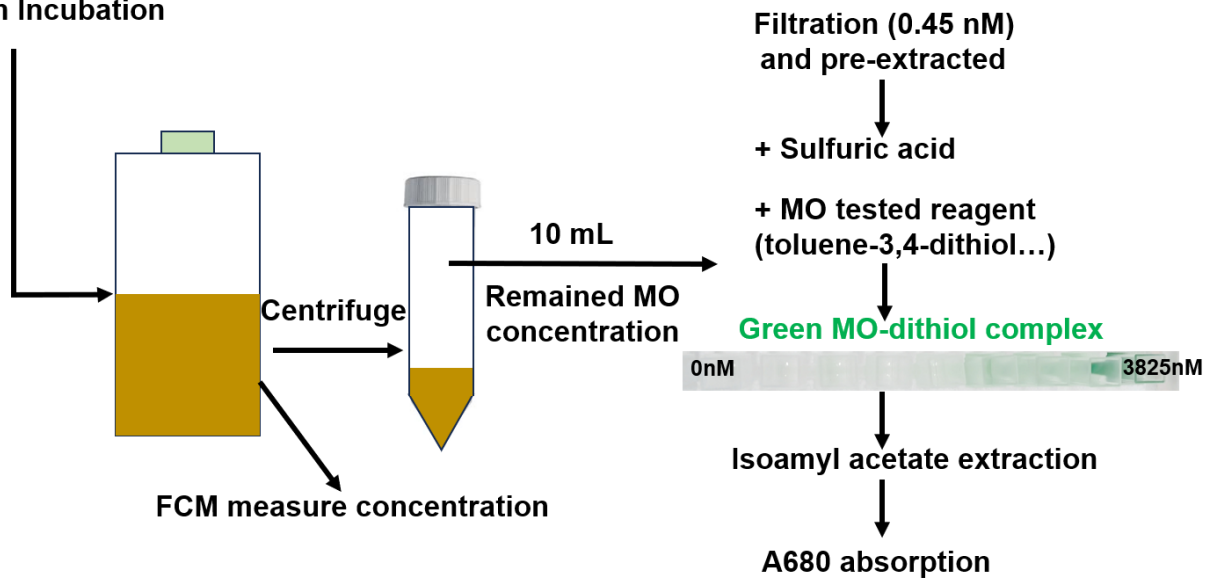 n Incubation
Filtration (0.45 nM)
and pre-extracted
+ Sulfuric acid
+ MO tested reagent
(toluene-3,4-dithiol…)
10 mL
Centrifuge
Remained MO
concentration
Green MO-dithiol complex
0nM
3825nM
Isoamyl acetate extraction
FCM measure concentration
A680 absorption